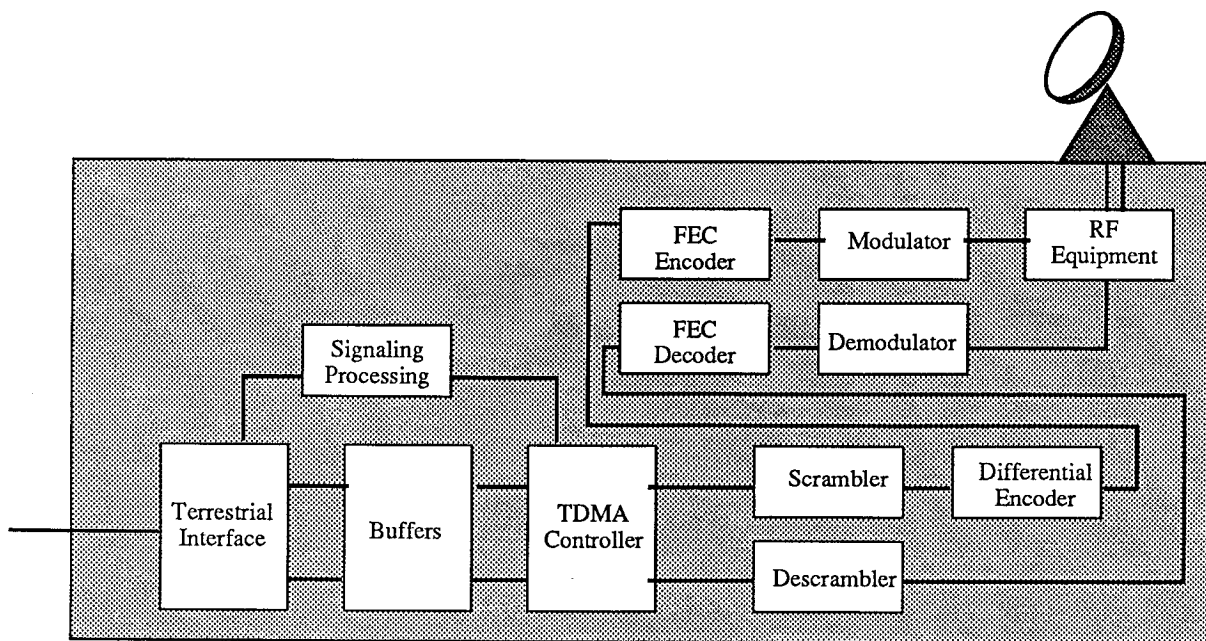 FEC
Encoder
Modulator
RF
Equipment
FEC
Decoder
Demodulator
Signaling
Processing
Terrestrial
Interface
Buffers
TDMA
Controller
Scrambler
Differential
Encoder
Descrambler